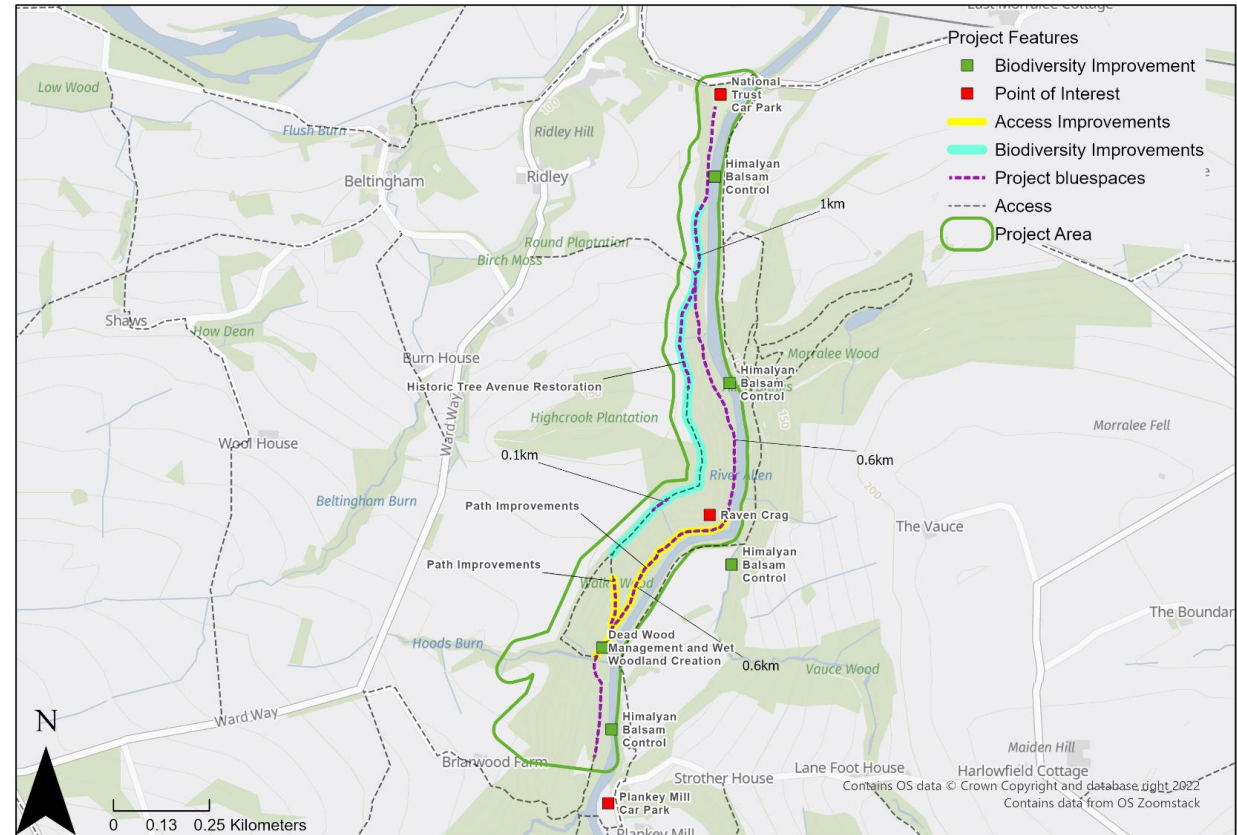 East Morralee Cottage
Project Features
Biodiversity Improvement
Point of Interest
Access Improvements
Biodiversity Improvements
Project bluespaces
Access
Project Area
National
Trust
Car Park
Low Wood
Flush Burn
100
Ridley Hill
Beltingham
Ridley
Himalyan
Balsam
Control
1km
Round Plantation
Birch Moss
Shaws
How Dean
Burn House
Morralee Wood
Historic Tree Avenue Restoration
Himalyan
Balsam
Control
Highcrook Plantation
150
Morralee Fell
Ward Way
Wool House
0.1km
0.6km
River Allen
Beltingham Burn
200
Path Improvements
Raven Crag
The Vauce
Himalyan
Balsam
Control
Path Improvements
Wood
The Boundar
Hoods Burn
Dead Wood
Management and Wet
Woodland Creation
0.6km
Vauce Wood
Ward Way
N
Himalyan
Balsam
Control
Briarwood Farm
Maiden Hill
Strother House
Lane Foot House
Harlowfield Cottage
Contains OS data © Crown Copyright and database right 2022
Contains data from OS Zoomstack
Plankey Mill
Car Park
Plankey Mill
0 0.13 0.25 Kilometers